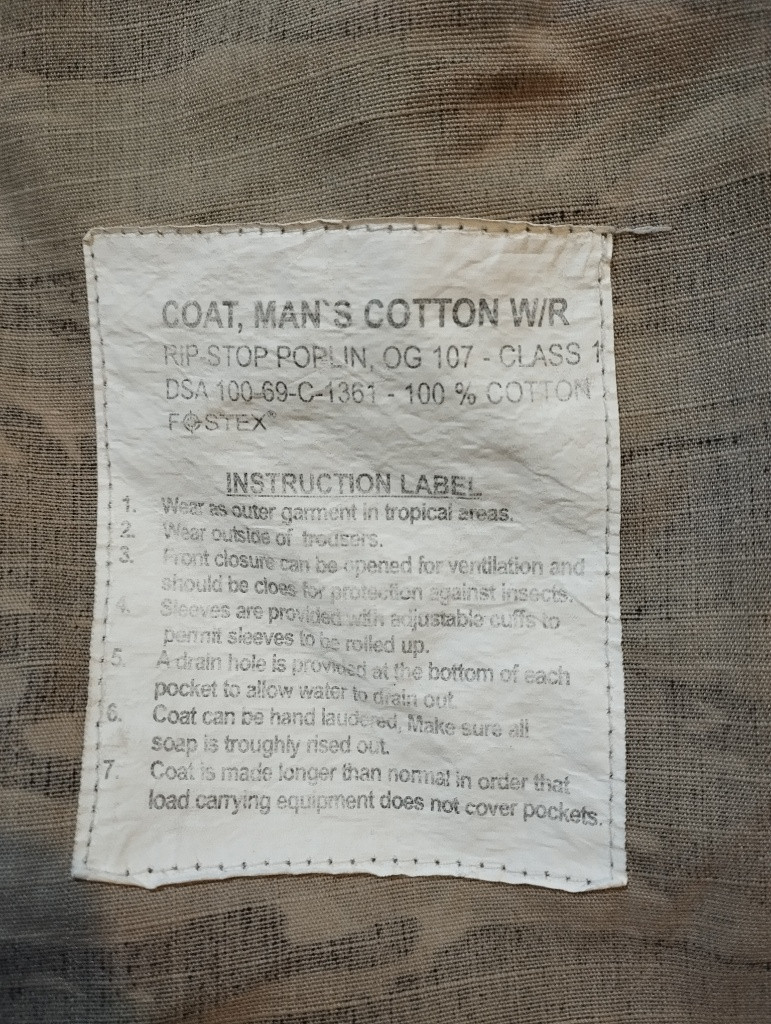 COAT, MAN`S COTTON W/R
RIP-STOP POPLIN, OG 107 - CLASS 1
DSA 100-69-C-1361 - 100 % COTTON
FOSTEX®
INSTRUCTION LABEL
1. Wear as outer garment in tropical areas.
2. Wear outside of trousers.
3. Front closure can be opened for ventilation and
should be cloes for protection against insects.
4. Sleeves are provided with adjustable cuffs to
permit sleeves to be rolled up.
5. A drain hole is provided at the bottom of each
pocket to allow water to drain out.
6. Coat can be hand laudered, Make sure all
soap is troughly rised out.
7. Coat is made longer than normal in order that
load carrying equipment does not cover pockets.